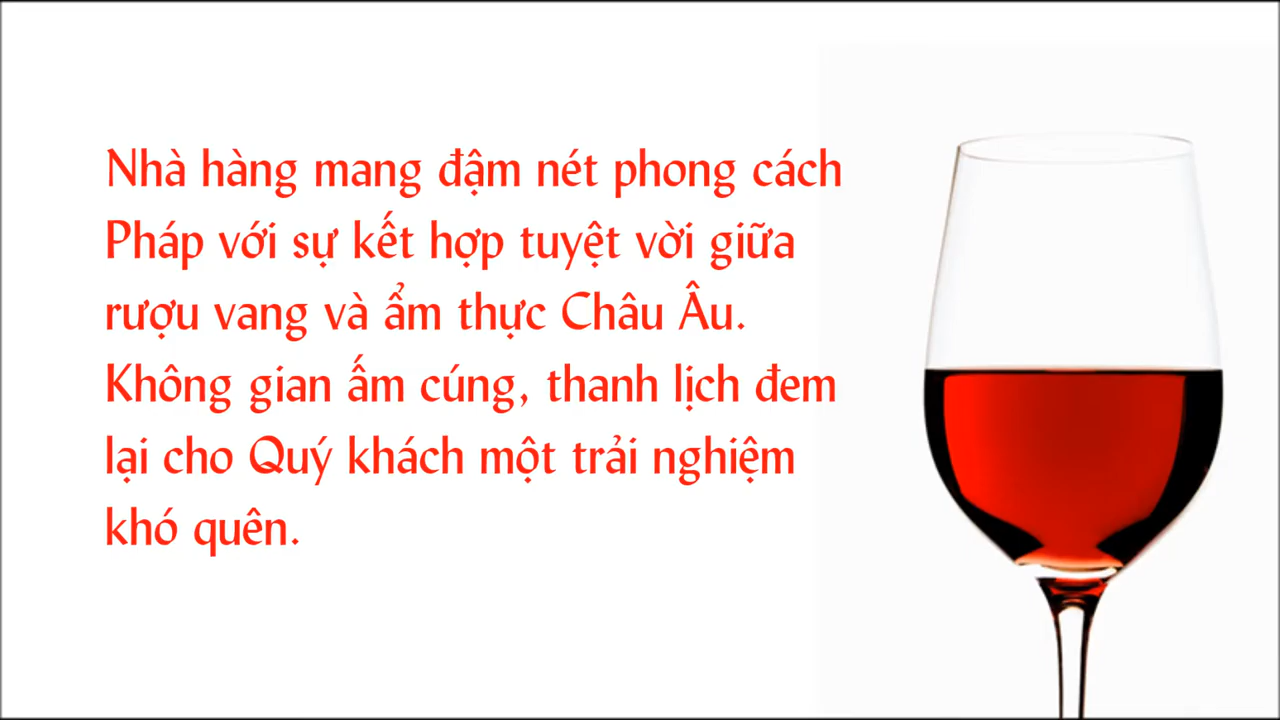 Nhà hàng mang đậm nét phong cách
Pháp với sự kết hợp tuyệt vời giữa
rượu vang và ẩm thực Châu Âu.
Không gian ấm cúng, thanh lịch đem
lại cho Quý khách một trải nghiệm
khó quên.